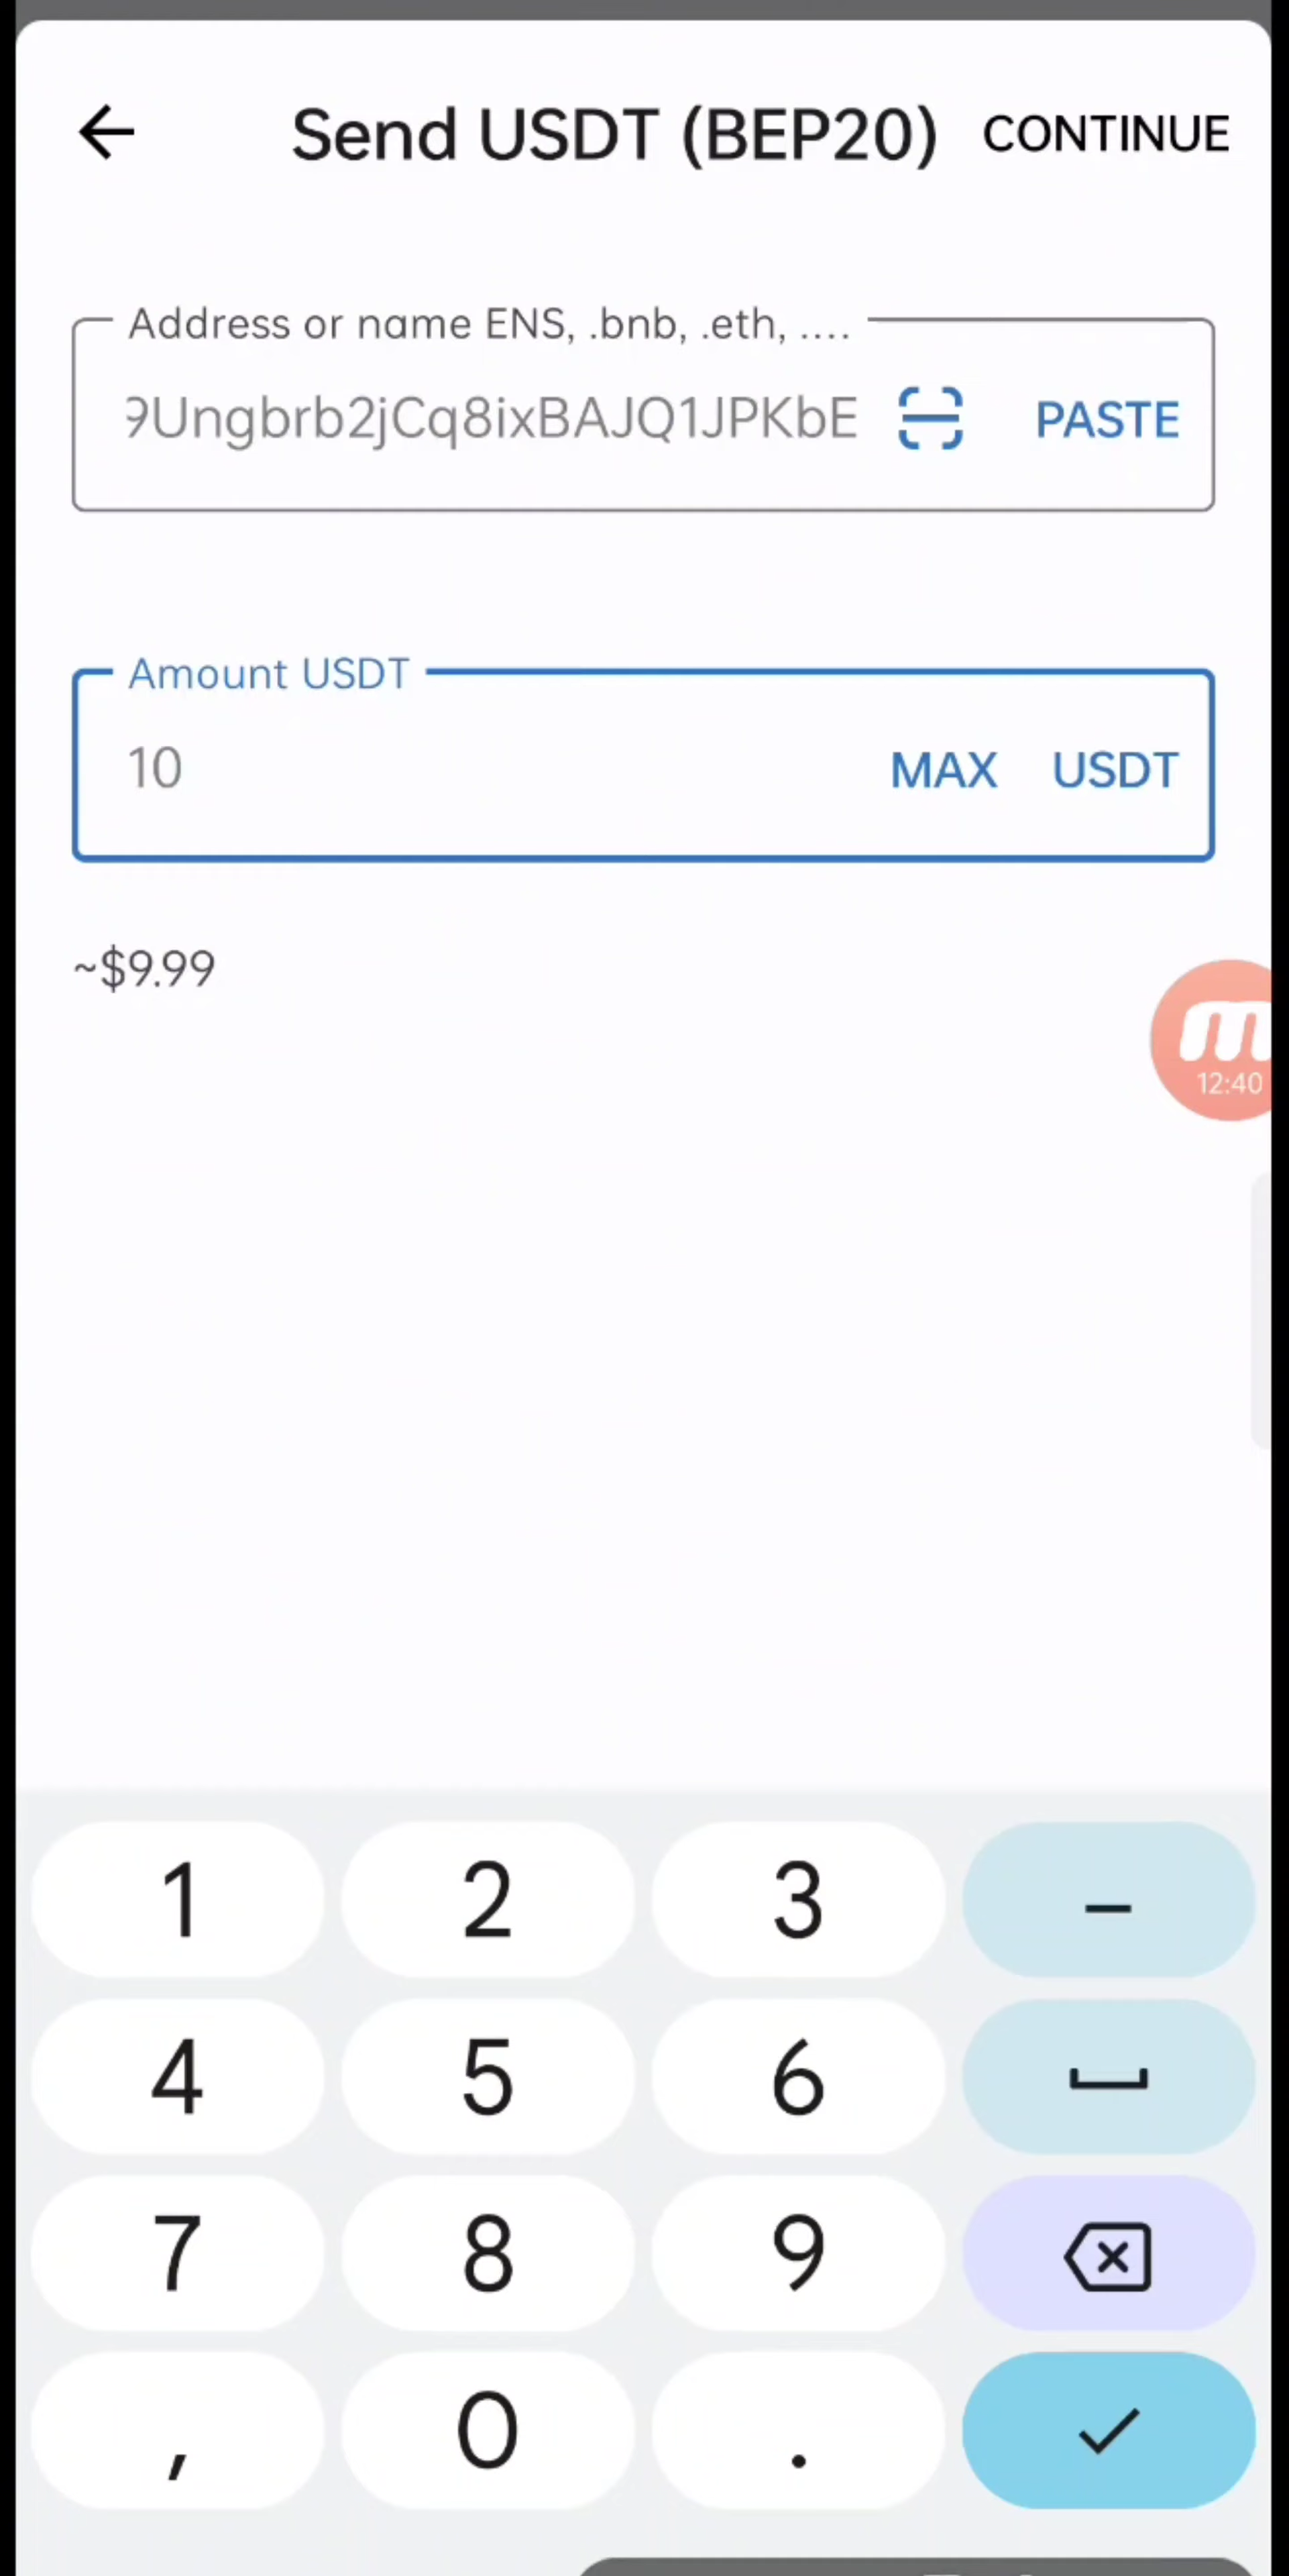 Send USDT (BEP20) CONTINUE
Address or name ENS, .bnb, .eth, ....
9Ungbrb2jCq8ixBAJQ1JPKbE PASTE
Amount USDT
10 MAX USDT
~$9.99
m
12:40
1 2 3 –
4 5 6
7 8 9
, 0 .